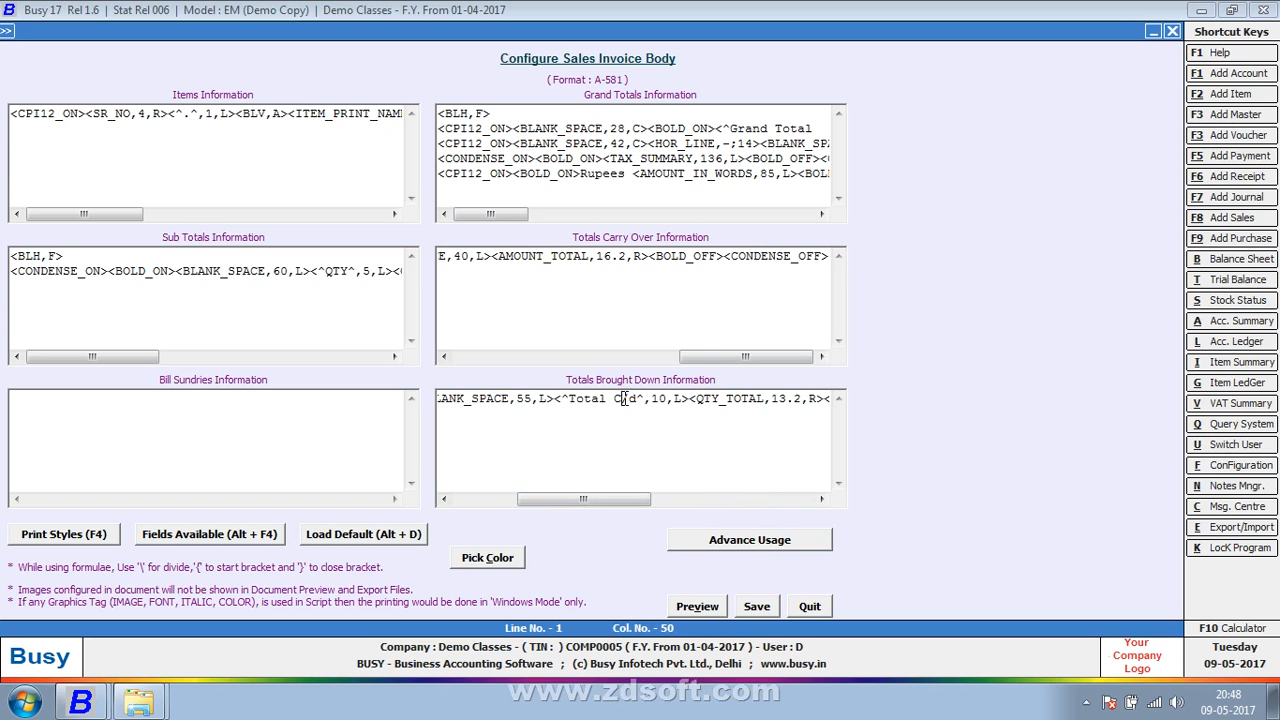 Busy 17 Rel 1.6 | Stat Rel 006 | Model : EM (Demo Copy) | Demo Classes - F.Y. From 01-04-2017
>>
Shortcut Keys
Configure Sales Invoice Body
( Format : A-581 )
Items Information
Grand Totals Information
<CPI12_ON><SR_NO,4,R><^.^,1,L><BLV,A><ITEM_PRINT_NAM
<BLH,F>
<CPI12_ON><BLANK_SPACE,28,C><BOLD_ON><^Grand Total
<CPI12_ON><BLANK_SPACE,42,C><HOR_LINE,-;14><BLANK_SP
<CONDENSE_ON><BOLD_ON><TAX_SUMMARY,136,L><BOLD_OFF><
<CPI12_ON><BOLD_ON>Rupees <AMOUNT_IN_WORDS,85,L><BOL
Sub Totals Information
Totals Carry Over Information
<BLH,F>
<CONDENSE_ON><BOLD_ON><BLANK_SPACE,60,L><^QTY^,5,L><
E,40,L><AMOUNT_TOTAL,16.2,R><BOLD_OFF><CONDENSE_OFF>
Bill Sundries Information
Totals Brought Down Information
LANK_SPACE,55,L><^Total ^,10,L><QTY_TOTAL,13.2,R><
Print Styles (F4)
Fields Available (Alt + F4)
Load Default (Alt + D)
Pick Color
Advance Usage
* While using formulae, Use '\' for divide,'{' to start bracket and '}' to close bracket.
* Images configured in document will not be shown in Document Preview and Export Files.
* If any Graphics Tag (IMAGE, FONT, ITALIC, COLOR), is used in Script then the printing would be done in 'Windows Mode' only.
Preview
Save
Quit
Line No. - 1
Col. No. - 50
F1 Help
F1 Add Account
F2 Add Item
F3 Add Master
F3 Add Voucher
F5 Add Payment
F6 Add Receipt
F7 Add Journal
F8 Add Sales
F9 Add Purchase
B Balance Sheet
T Trial Balance
S Stock Status
A Acc. Summary
L Acc. Ledger
I Item Summary
G Item LedGer
V VAT Summary
Q Query System
U Switch User
F ConFiguration
N Notes Mngr.
C Msg. Centre
E Export/Import
K LocK Program
F10 Calculator
Busy
Company : Demo Classes - ( TIN : ) COMP0005 ( F.Y. From 01-04-2017 ) - User : D
BUSY - Business Accounting Software ; (c) Busy Infotech Pvt. Ltd., Delhi ; www.busy.in
Your
Company
Logo
Tuesday
09-05-2017
B
www.zdsoft.com
20:48
09-05-2017